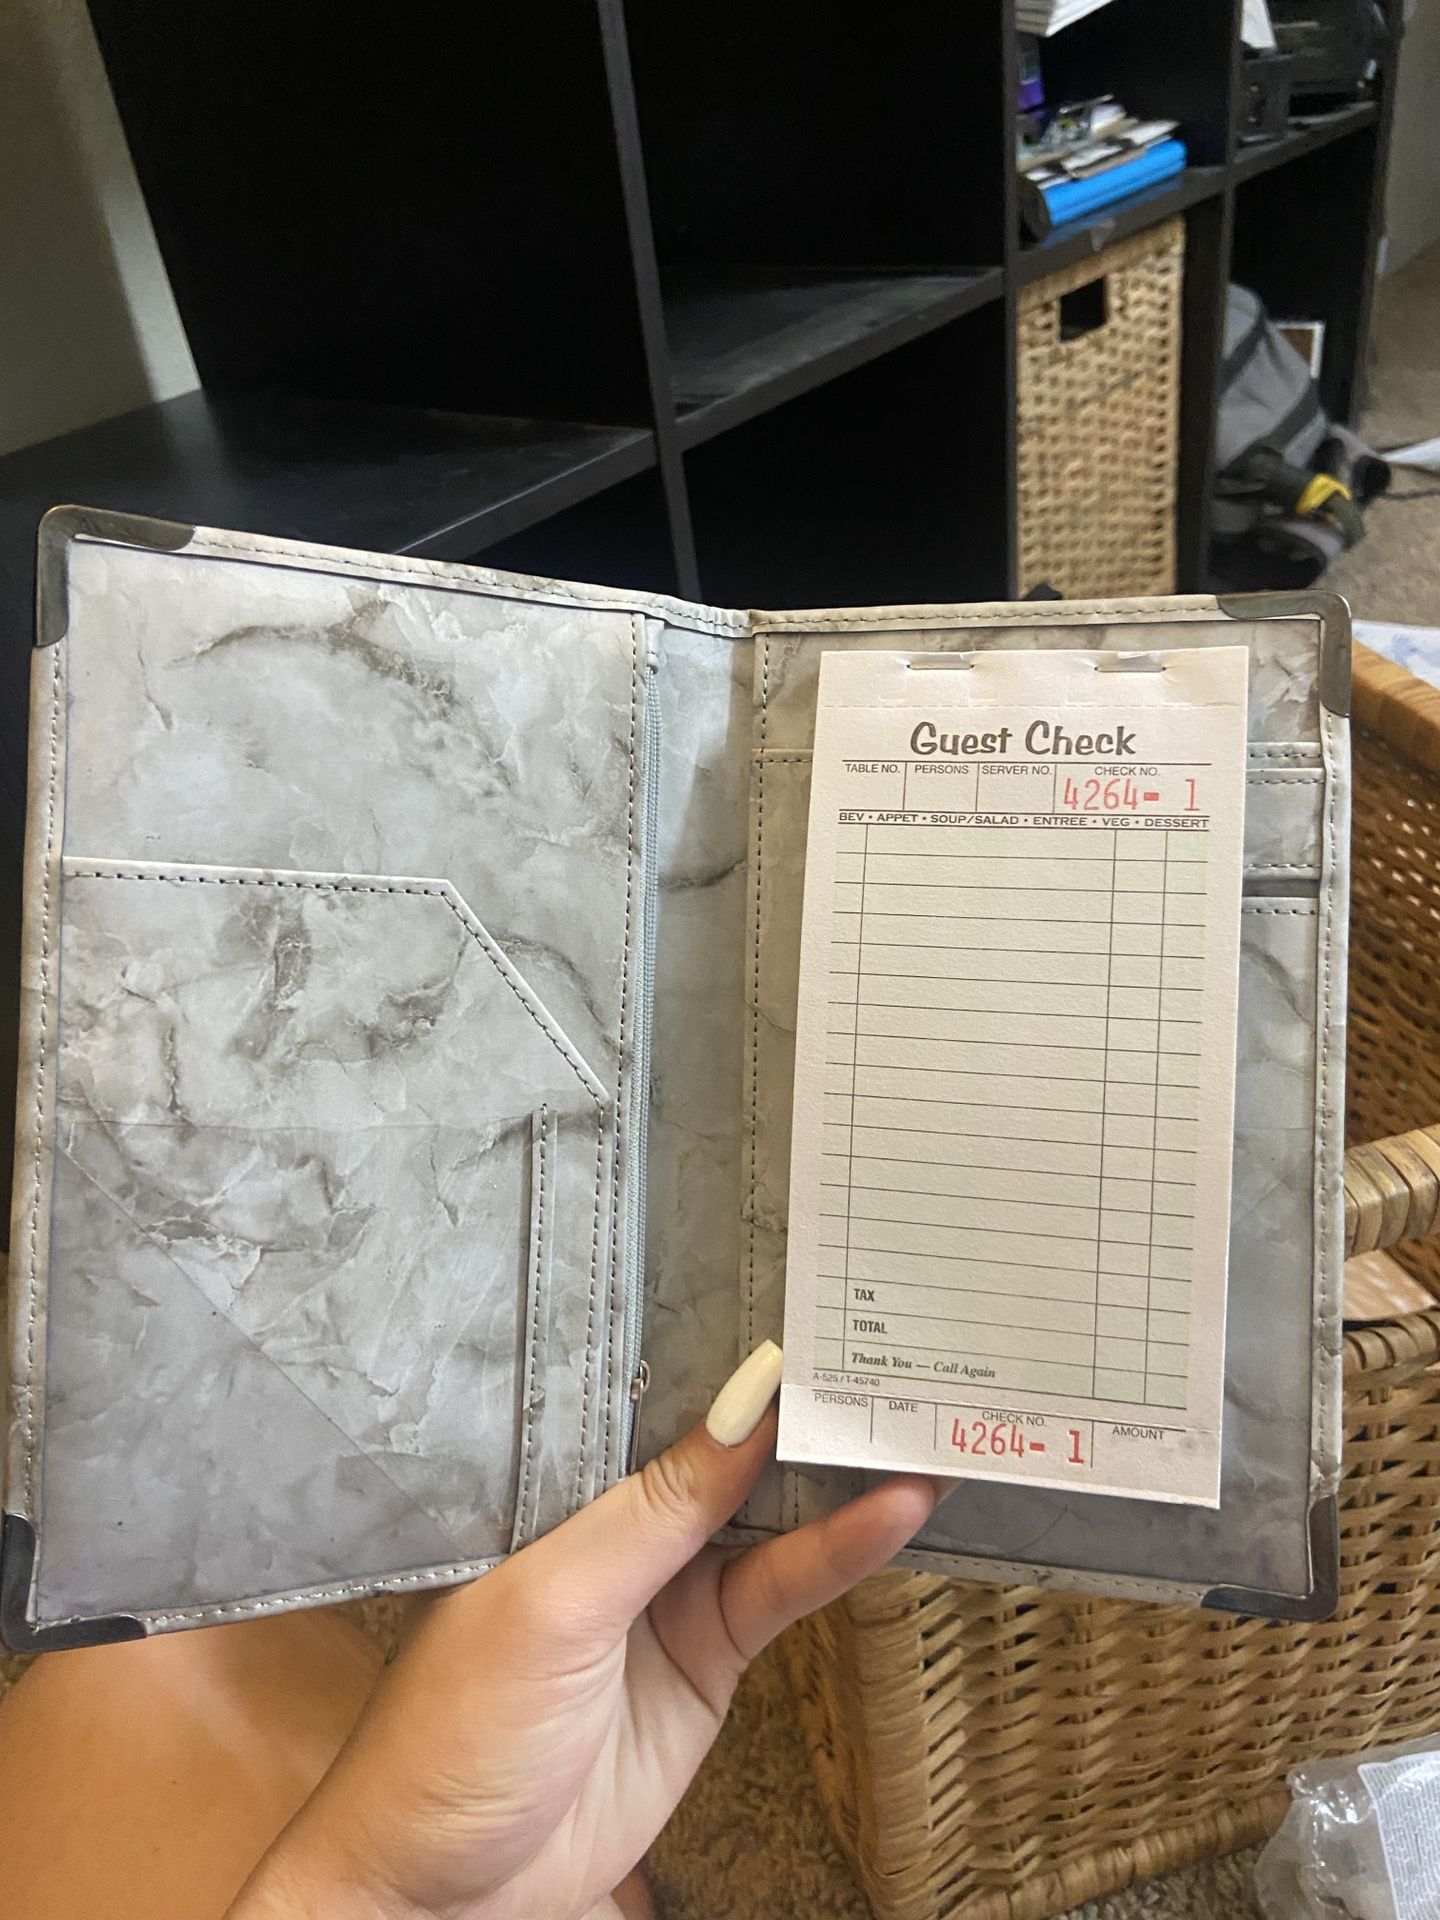 Guest Check
TABLE NO. PERSONS SERVER NO. CHECK NO.
4264- 1
BEV • APPET • SOUP/SALAD • ENTREE • VEG • DESSERT
TAX
TOTAL
Thank You — Call Again
A-525 / T-45740
PERSONS DATE CHECK NO. AMOUNT
4264- 1